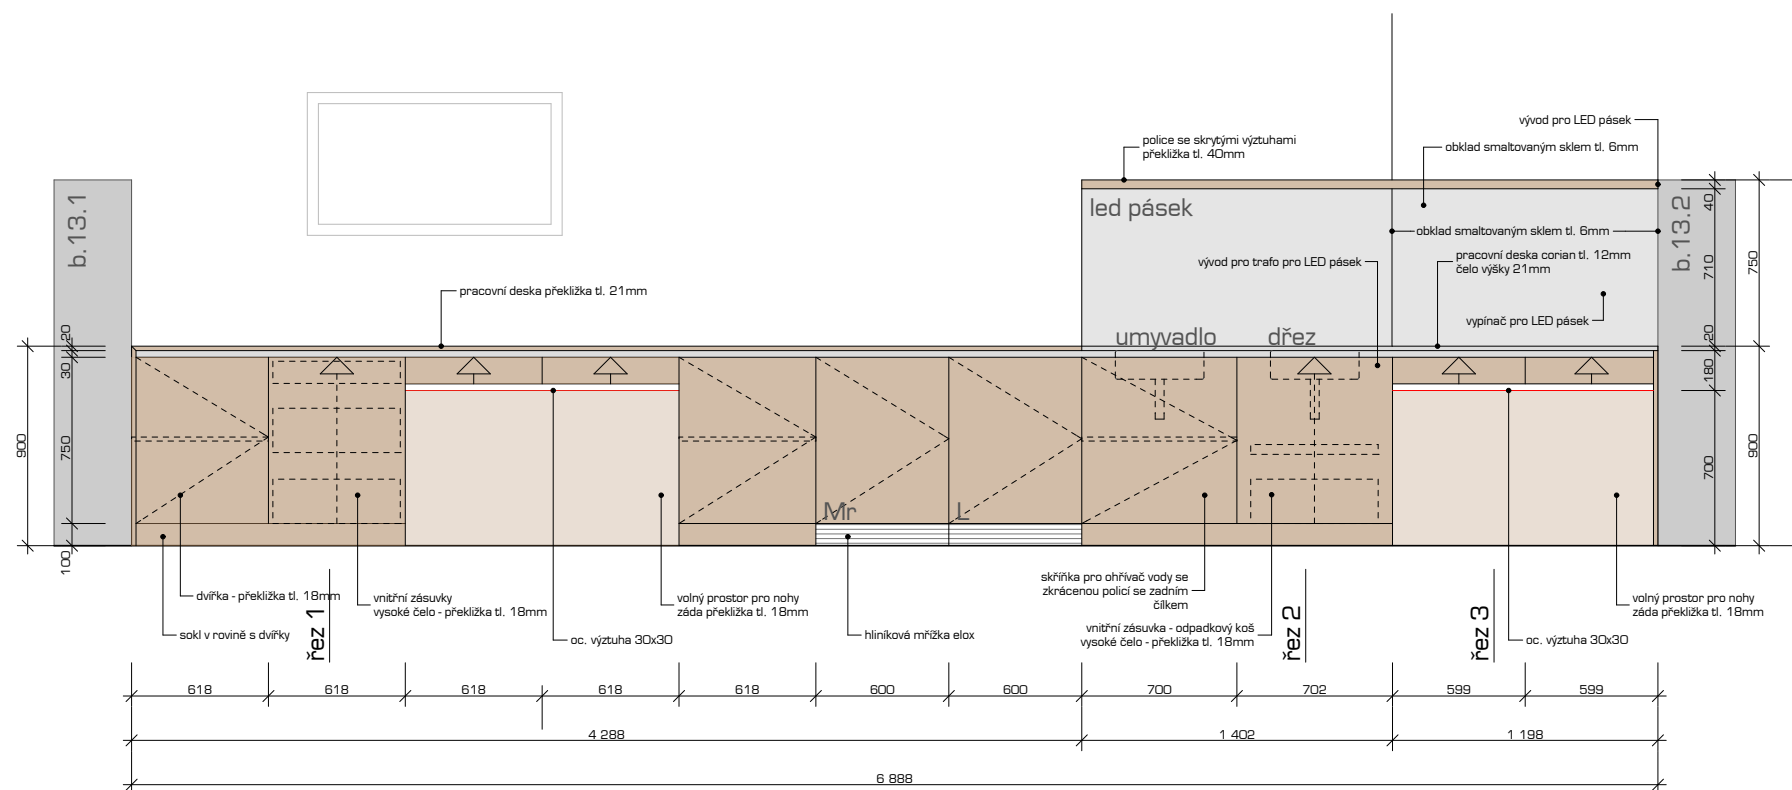 vývod pro LED pásek
police se skrytými výztuhami
překližka tl. 40mm
obklad smaltovaným sklem tl. 6mm
b.13.1
led pásek
b.13.2
40
obklad smaltovaným sklem tl. 6mm
pracovní deska corian tl. 12mm
čelo výšky 21mm
vývod pro trafo pro LED pásek
710
750
pracovní deska překližka tl. 21mm
vypínač pro LED pásek
umyvadlo
dřez
20
30
20
180
900
750
700
900
Mr
L
100
dvířka - překližka tl. 18mm
vnitřní zásuvky
vysoké čelo - překližka tl. 18mm
volný prostor pro nohy
záda překližka tl. 18mm
skříňka pro ohřívač vody se
zkrácenou policí se zadním
čílkem
volný prostor pro nohy
záda překližka tl. 18mm
sokl v rovině s dvířky
řez 1
oc. výztuha 30x30
hliníková mřížka elox
vnitřní zásuvka - odpadkový koš
vysoké čelo - překližka tl. 18mm
řez 2
řez 3
oc. výztuha 30x30
618
618
618
618
618
600
600
700
702
599
599
4 288
1 402
1 198
6 888